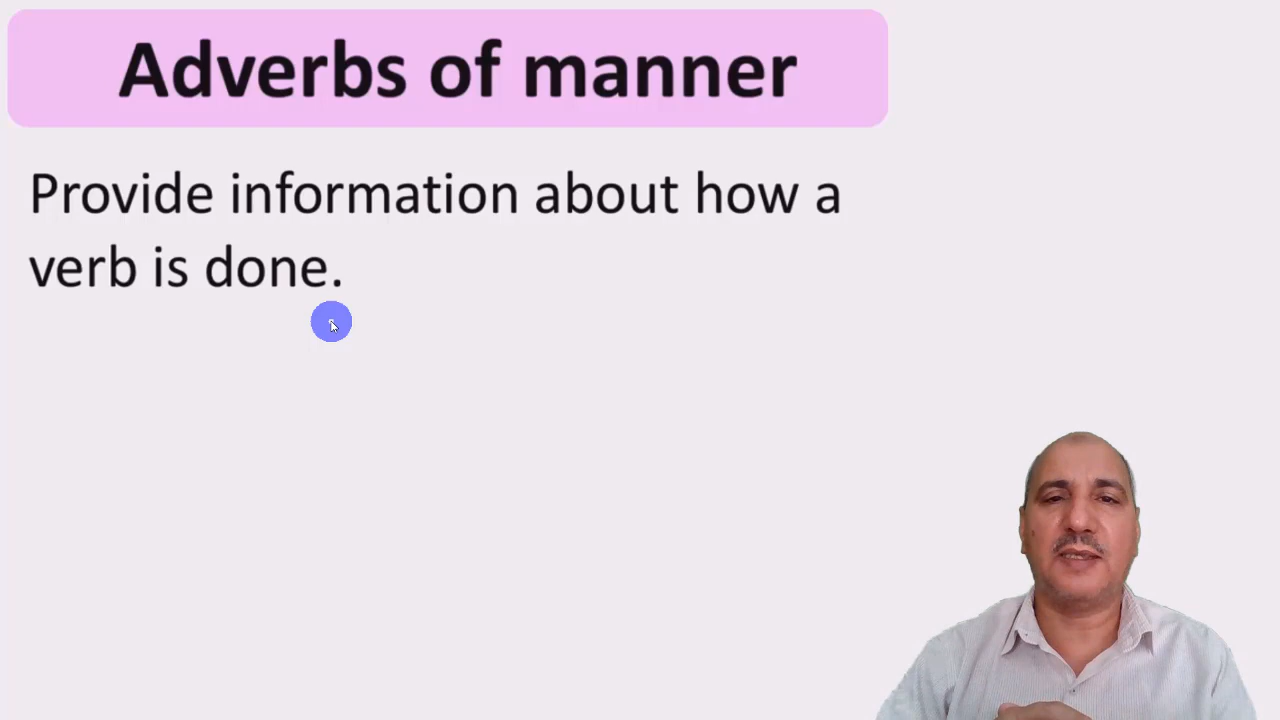 Adverbs of manner
Provide information about how a
verb is done.